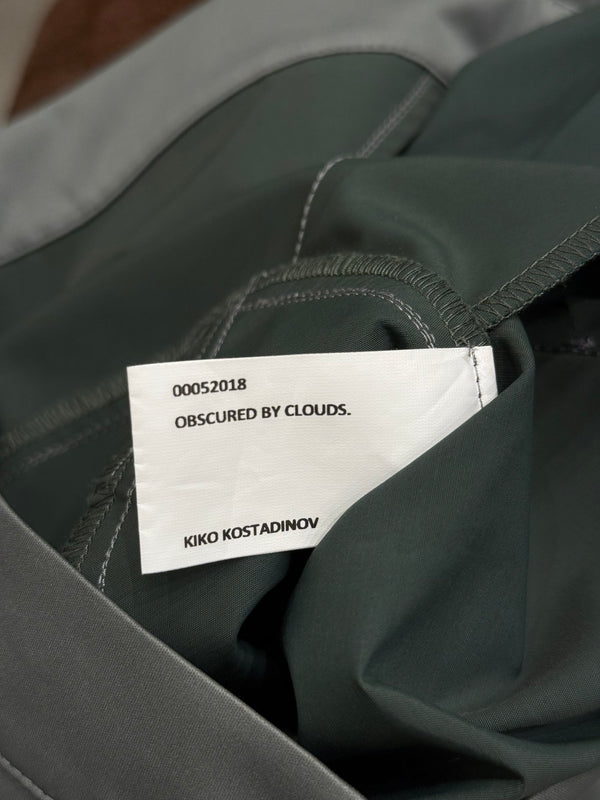 00052018
OBSCURED BY CLOUDS.
KIKO KOSTADINOV